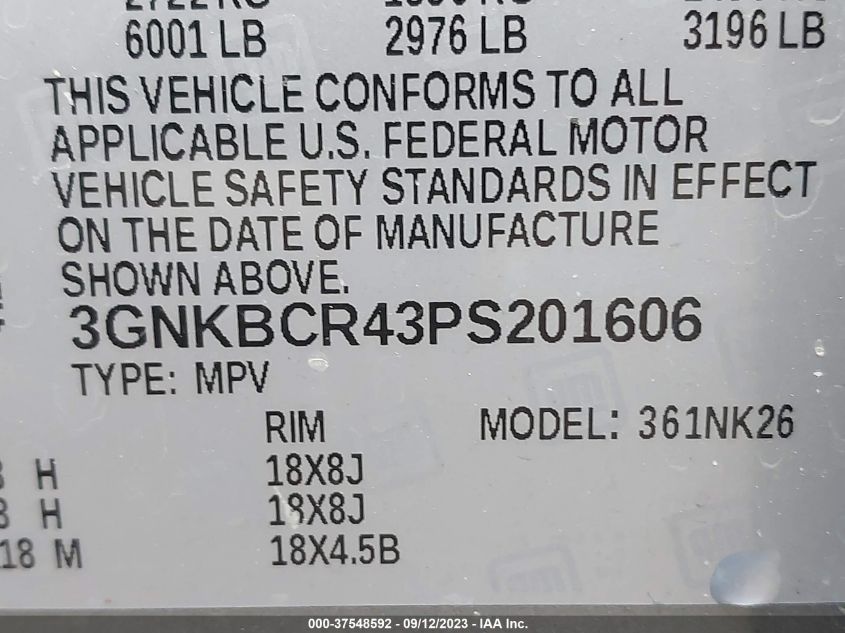 6001 LB 2976 LB 3196 LB
THIS VEHICLE CONFORMS TO ALL
APPLICABLE U.S. FEDERAL MOTOR
VEHICLE SAFETY STANDARDS IN EFFECT
ON THE DATE OF MANUFACTURE
SHOWN ABOVE.
3GNKBCR43PS201606
TYPE: MPV
RIM MODEL: 361NK26
H 18X8J
H 18X8J
18 M 18X4.5B
000-37548592 - 09/12/2023 - IAA Inc.